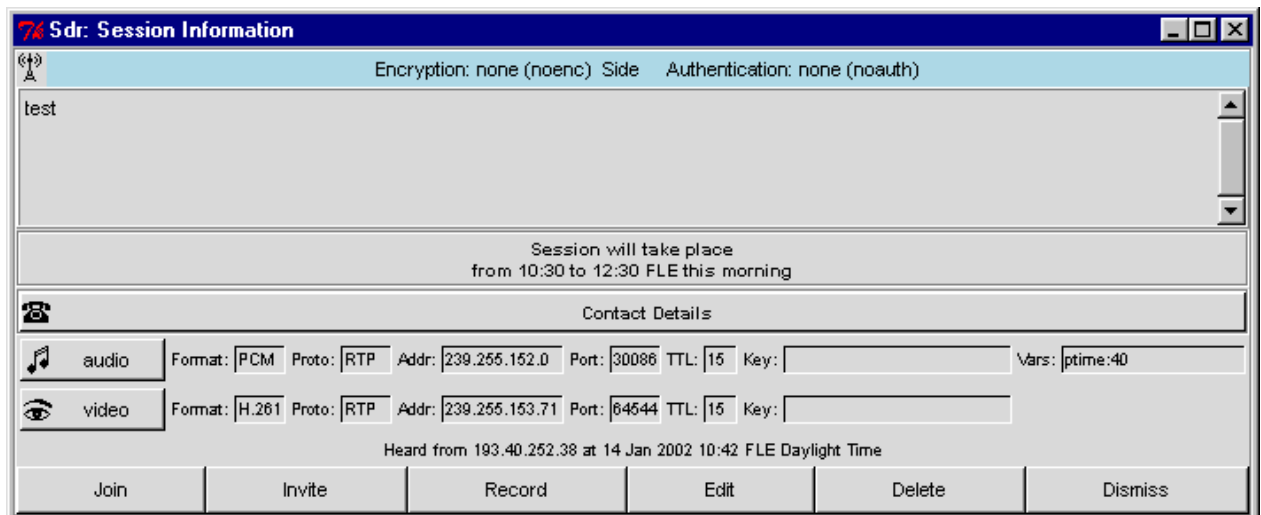 Sdr: Session Information
Encryption: none (noenc) Side Authentication: none (noauth)
test
Session will take place
from 10:30 to 12:30 FLE this morning
Contact Details
audio Format: PCM Proto: RTP Addr: 239.255.152.0 Port: 30086 TTL: 15 Key: Vars: ptime:40
video Format: H.261 Proto: RTP Addr: 239.255.153.71 Port: 64544 TTL: 15 Key:
Heard from 193.40.252.38 at 14 Jan 2002 10:42 FLE Daylight Time
Join Invite Record Edit Delete Dismiss